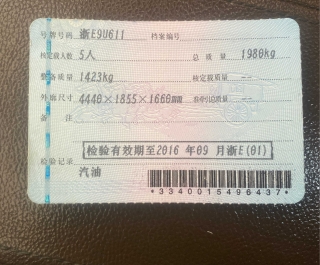 号牌号码 浙E9U611 档案编号
核定载人数 5人 总质量 1980kg
整备质量 1423kg 核定载质量 --
外廓尺寸 4440×1855×1660mm 准牵引总质量 --
备注
检验有效期至2016年09月浙E(01)
检验记录
汽油
*3340015496437*